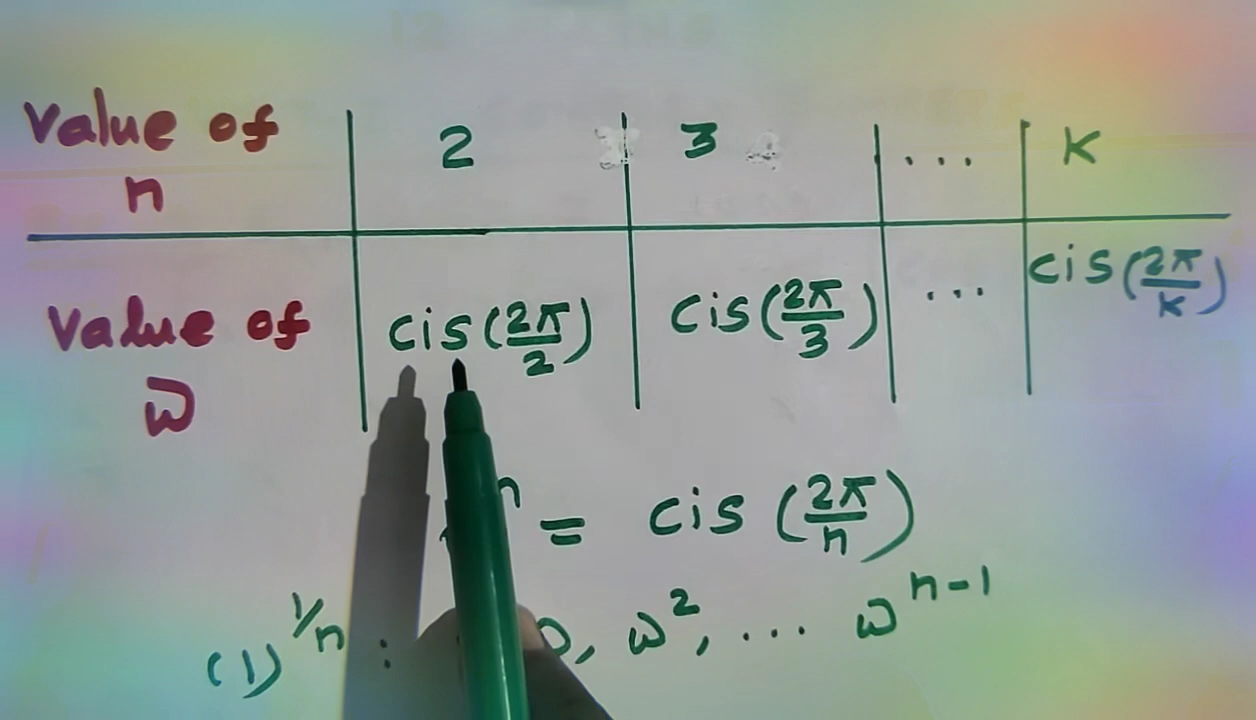 Value of n 2 3 ... K
Value of ω cis(2π/2) cis(2π/3) ... cis(2π/K)
n = cis (2π/n)
(1)^1/n : , ω^2, ... ω^n-1